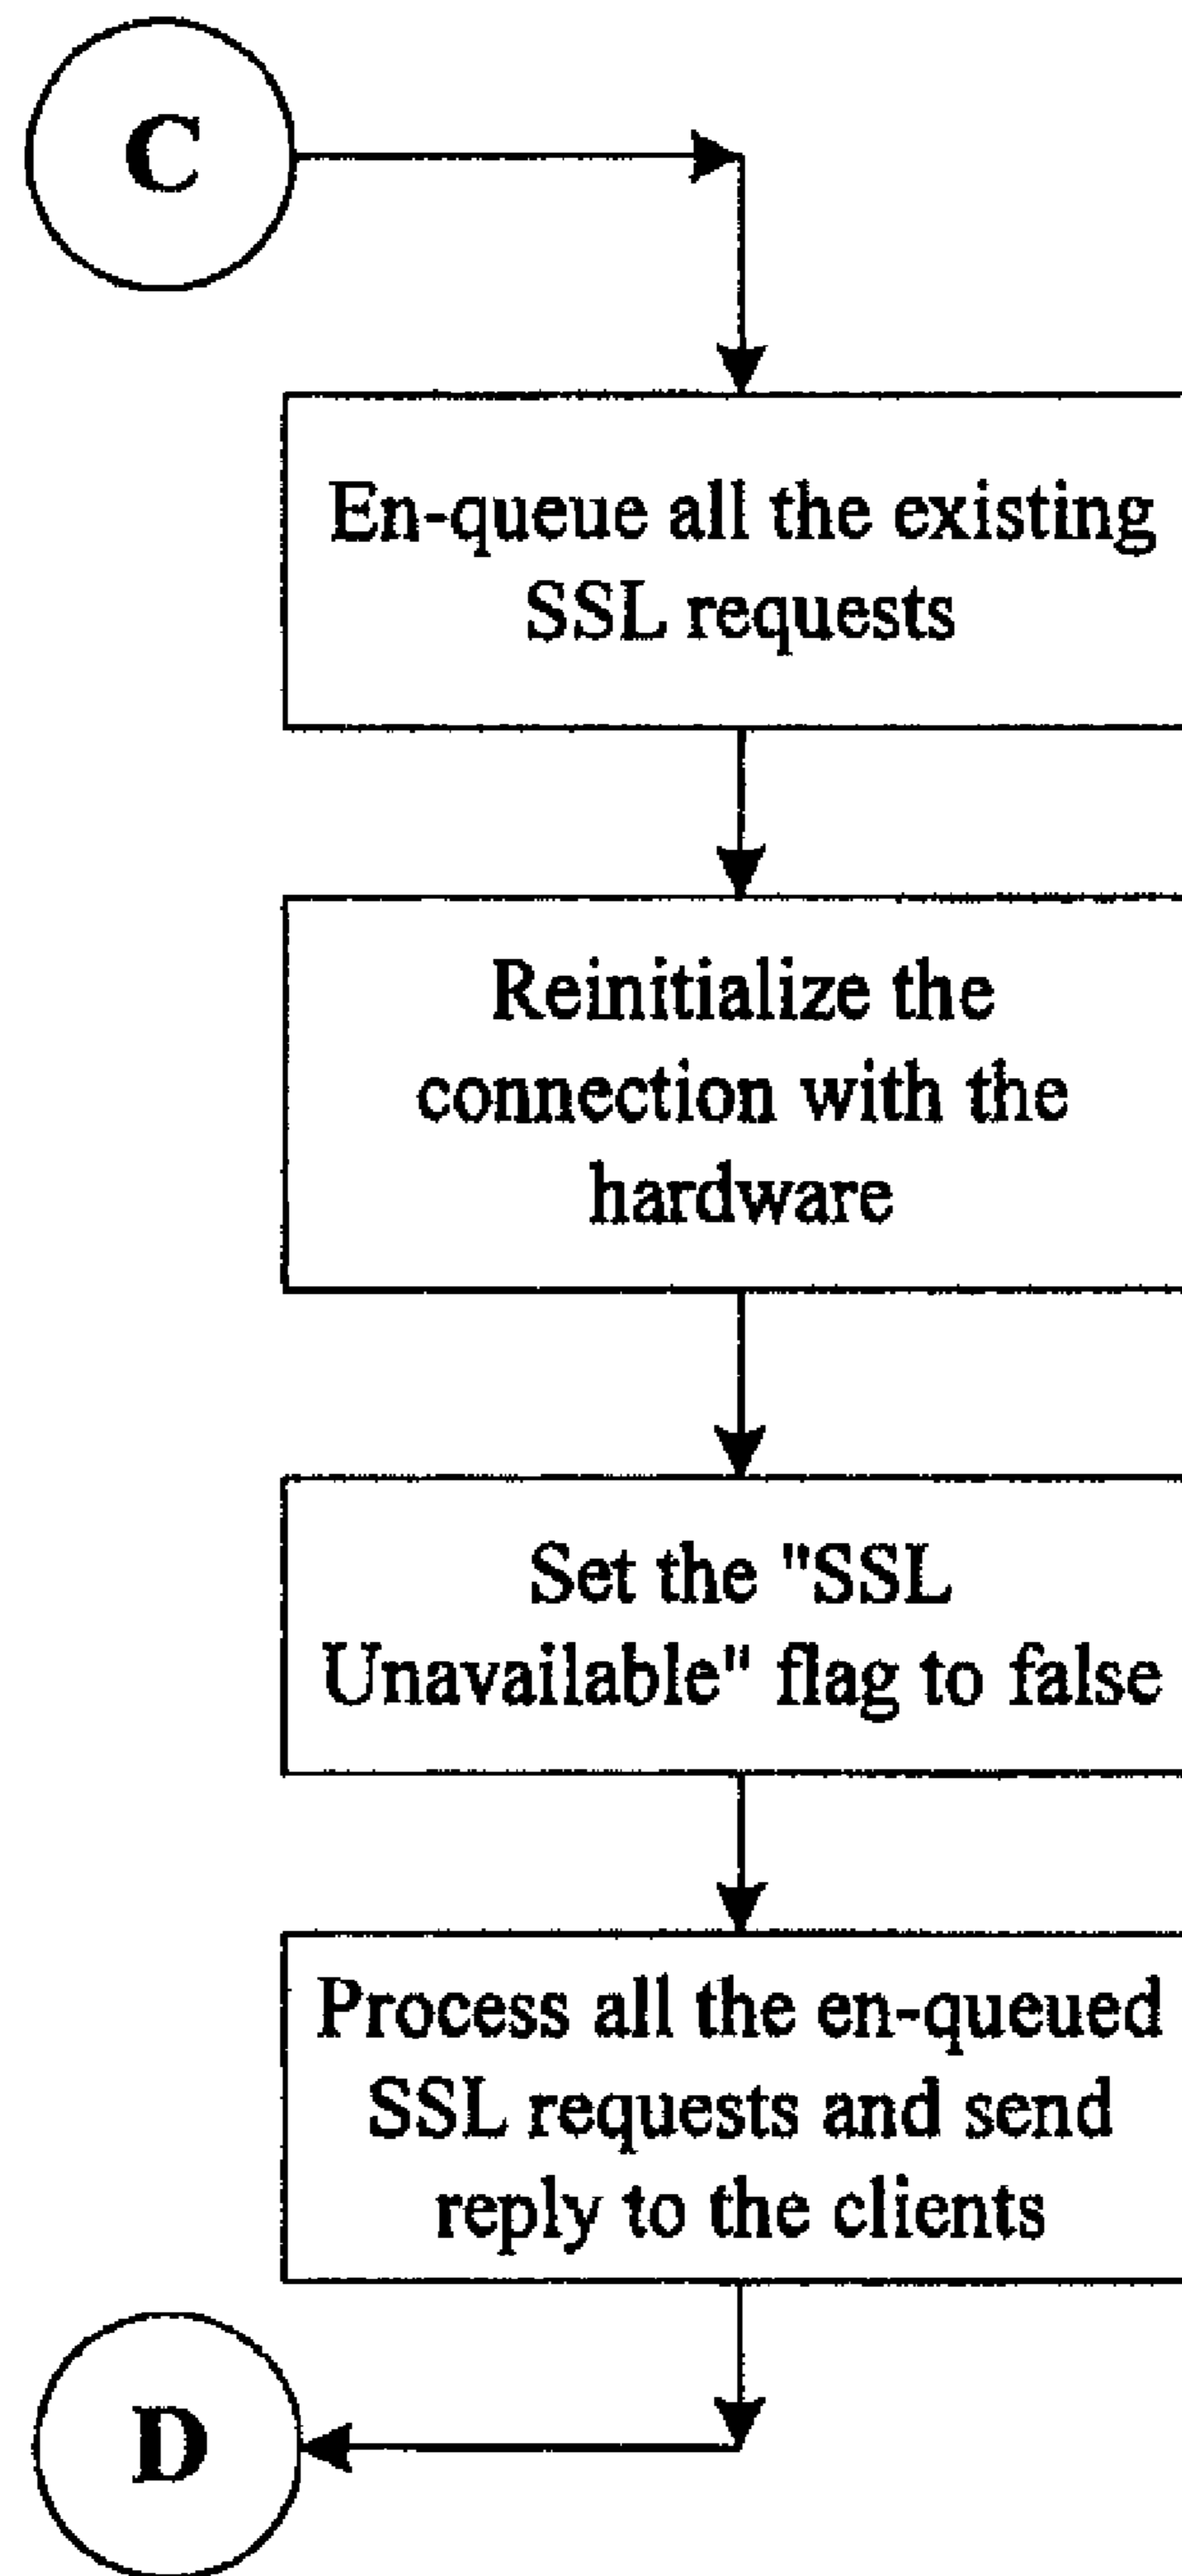 C
En-queue all the existing
SSL requests
Reinitialize the
connection with the
hardware
Set the "SSL
Unavailable" flag to false
Process all the en-queued
SSL requests and send
reply to the clients
D